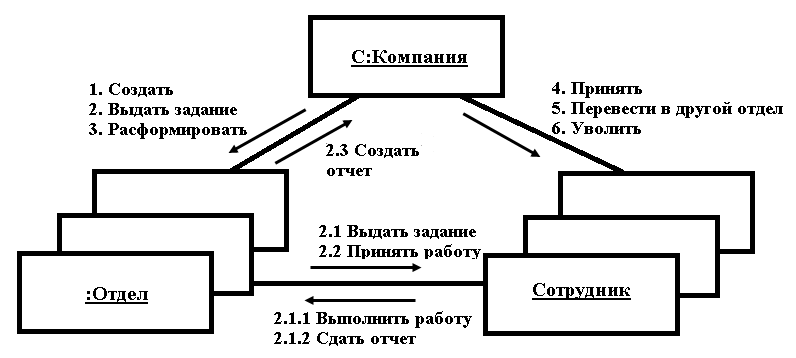 С:Компания
1. Создать
2. Выдать задание
3. Расформировать
4. Принять
5. Перевести в другой отдел
6. Уволить
2.3 Создать
отчет
2.1 Выдать задание
2.2 Принять работу
:Отдел
Сотрудник
2.1.1 Выполнить работу
2.1.2 Сдать отчет